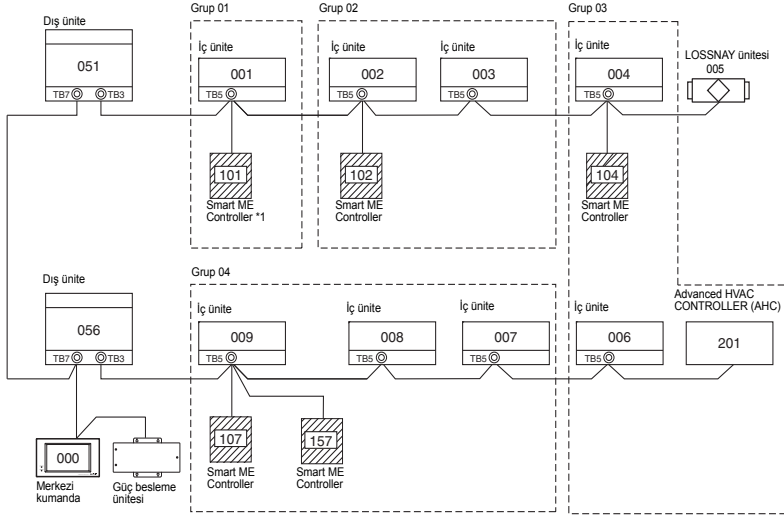 Grup 01
Grup 02
Grup 03
Dış ünite
051
TB7
TB3
İç ünite
001
TB5
İç ünite
002
TB5
İç ünite
003
TB5
İç ünite
004
TB5
LOSSNAY ünitesi
005
101
Smart ME
Controller *1
102
Smart ME
Controller
104
Smart ME
Controller
Grup 04
Dış ünite
056
TB7
TB3
İç ünite
009
TB5
İç ünite
008
TB5
İç ünite
007
TB5
İç ünite
006
TB5
Advanced HVAC
CONTROLLER (AHC)
201
000
Merkezi
kumanda
Güç besleme
ünitesi
107
Smart ME
Controller
157
Smart ME
Controller